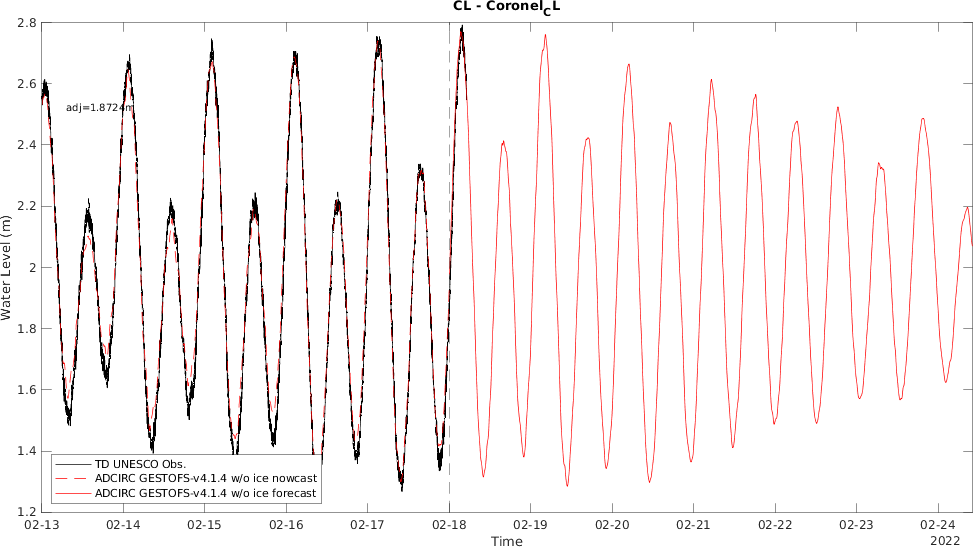 CL - Coronel_CL
2.8
2.6
2.4
2.2
2
1.8
1.6
1.4
1.2
Water Level (m)
adj=1.8724m
TD UNESCO Obs.
ADCIRC GESTOFS-v4.1.4 w/o ice nowcast
ADCIRC GESTOFS-v4.1.4 w/o ice forecast
02-13 02-14 02-15 02-16 02-17 02-18 02-19 02-20 02-21 02-22 02-23 02-24
Time
2022